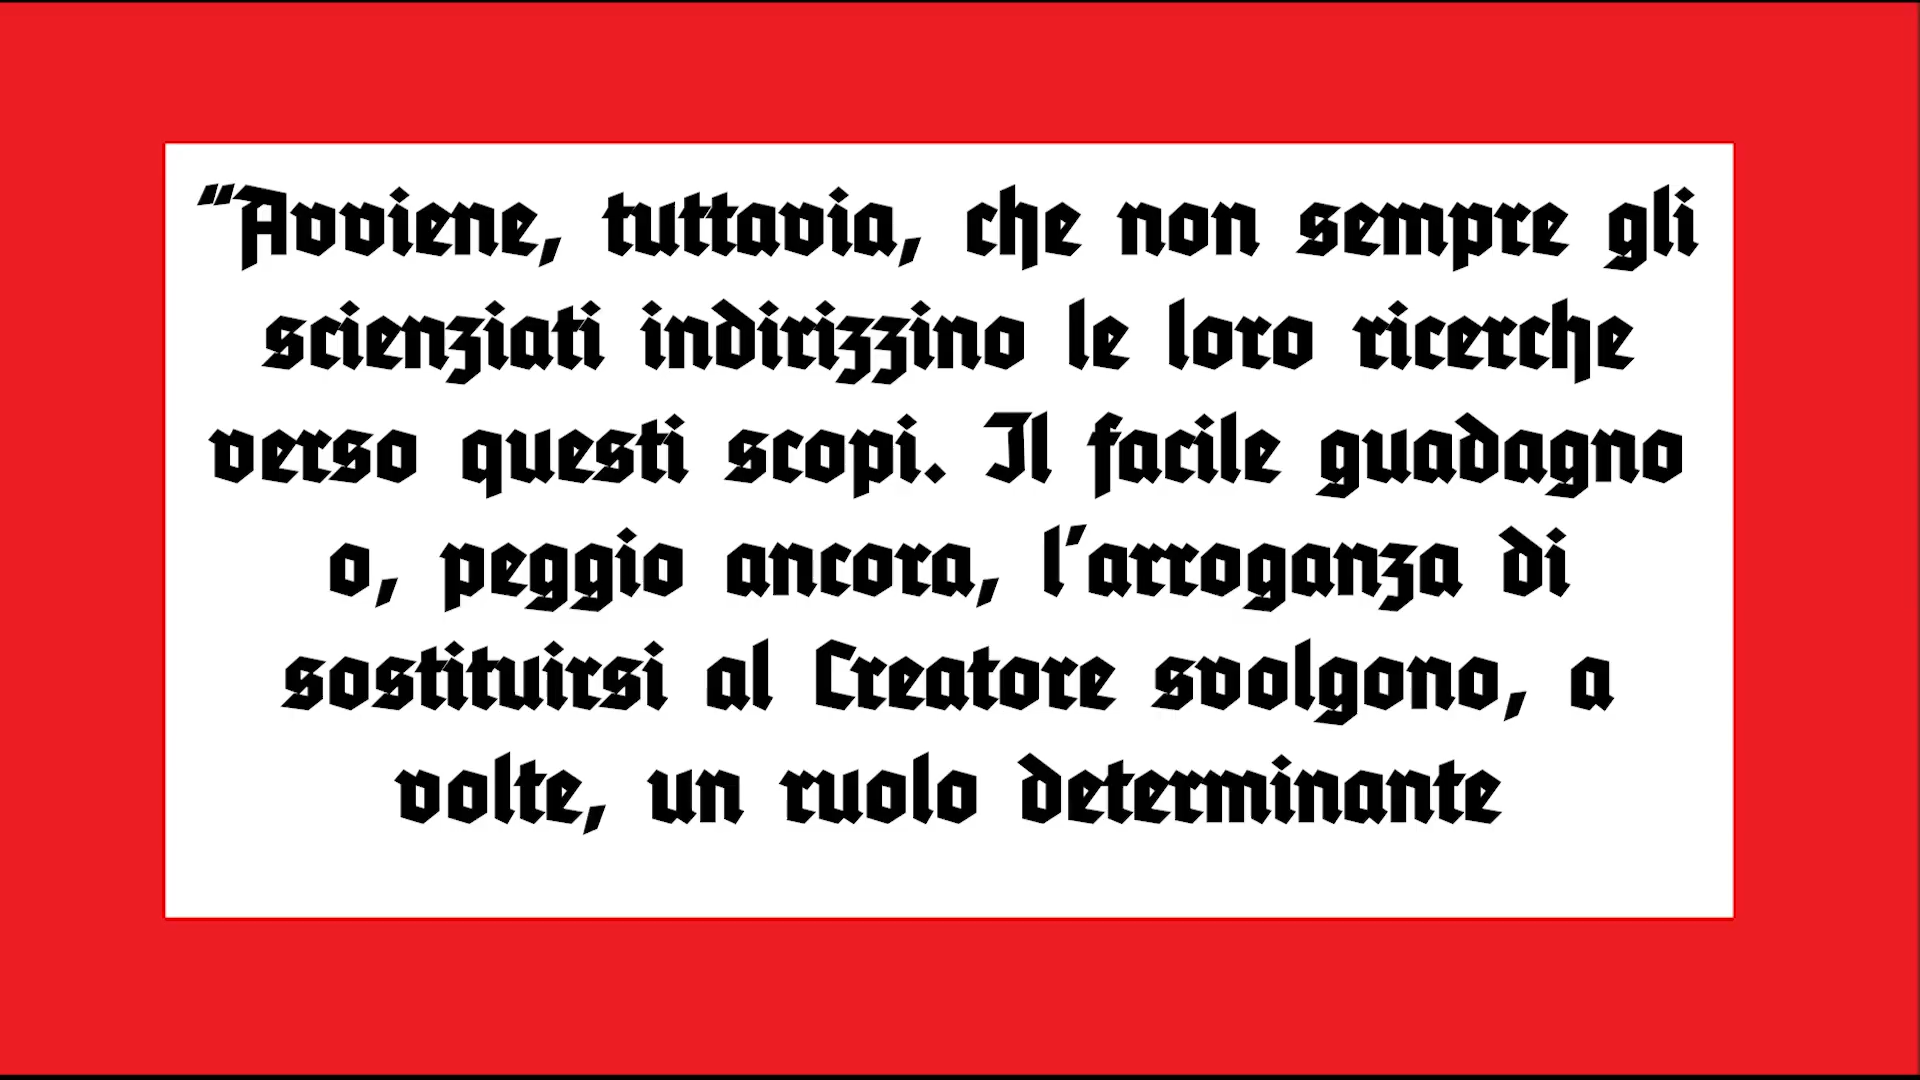 “Avviene, tuttavia, che non sempre gli
scienziati indirizzino le loro ricerche
verso questi scopi. Il facile guadagno
o, peggio ancora, l’arroganza di
sostituirsi al Creatore svolgono, a
volte, un ruolo determinante